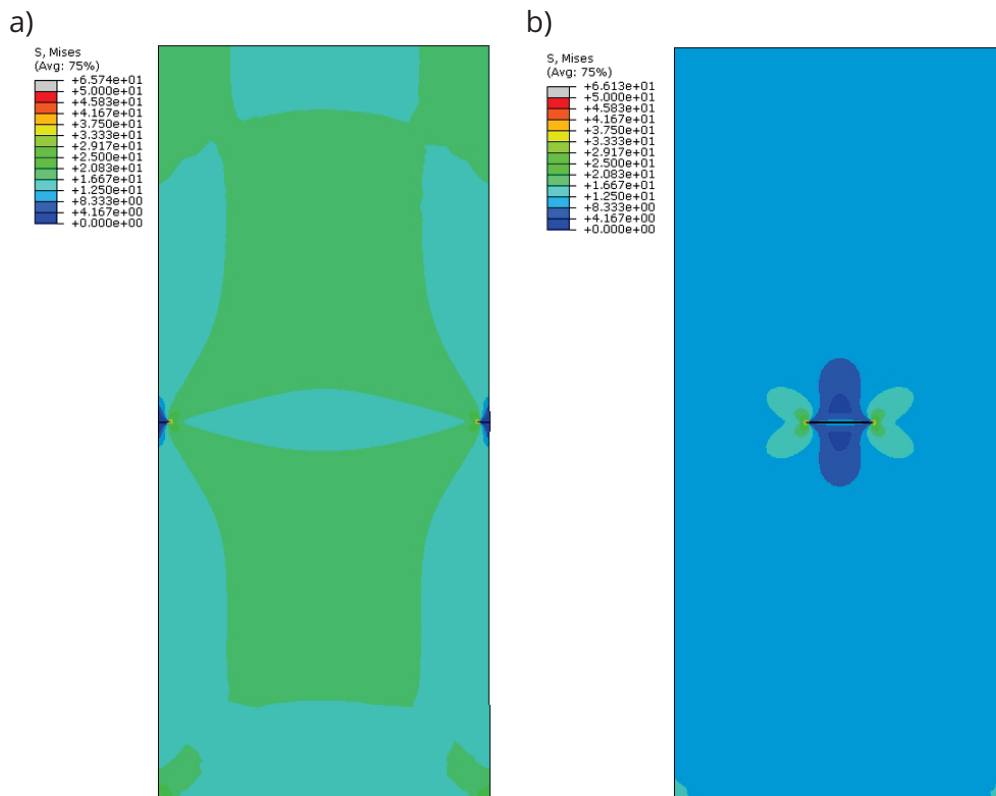 a)
S, Mises
(Avg: 75%)
+6.574e+01
+5.000e+01
+4.583e+01
+4.167e+01
+3.750e+01
+3.333e+01
+2.917e+01
+2.500e+01
+2.083e+01
+1.667e+01
+1.250e+01
+8.333e+00
+4.167e+00
+0.000e+00
b)
S, Mises
(Avg: 75%)
+6.613e+01
+5.000e+01
+4.583e+01
+4.167e+01
+3.750e+01
+3.333e+01
+2.917e+01
+2.500e+01
+2.083e+01
+1.667e+01
+1.250e+01
+8.333e+00
+4.167e+00
+0.000e+00